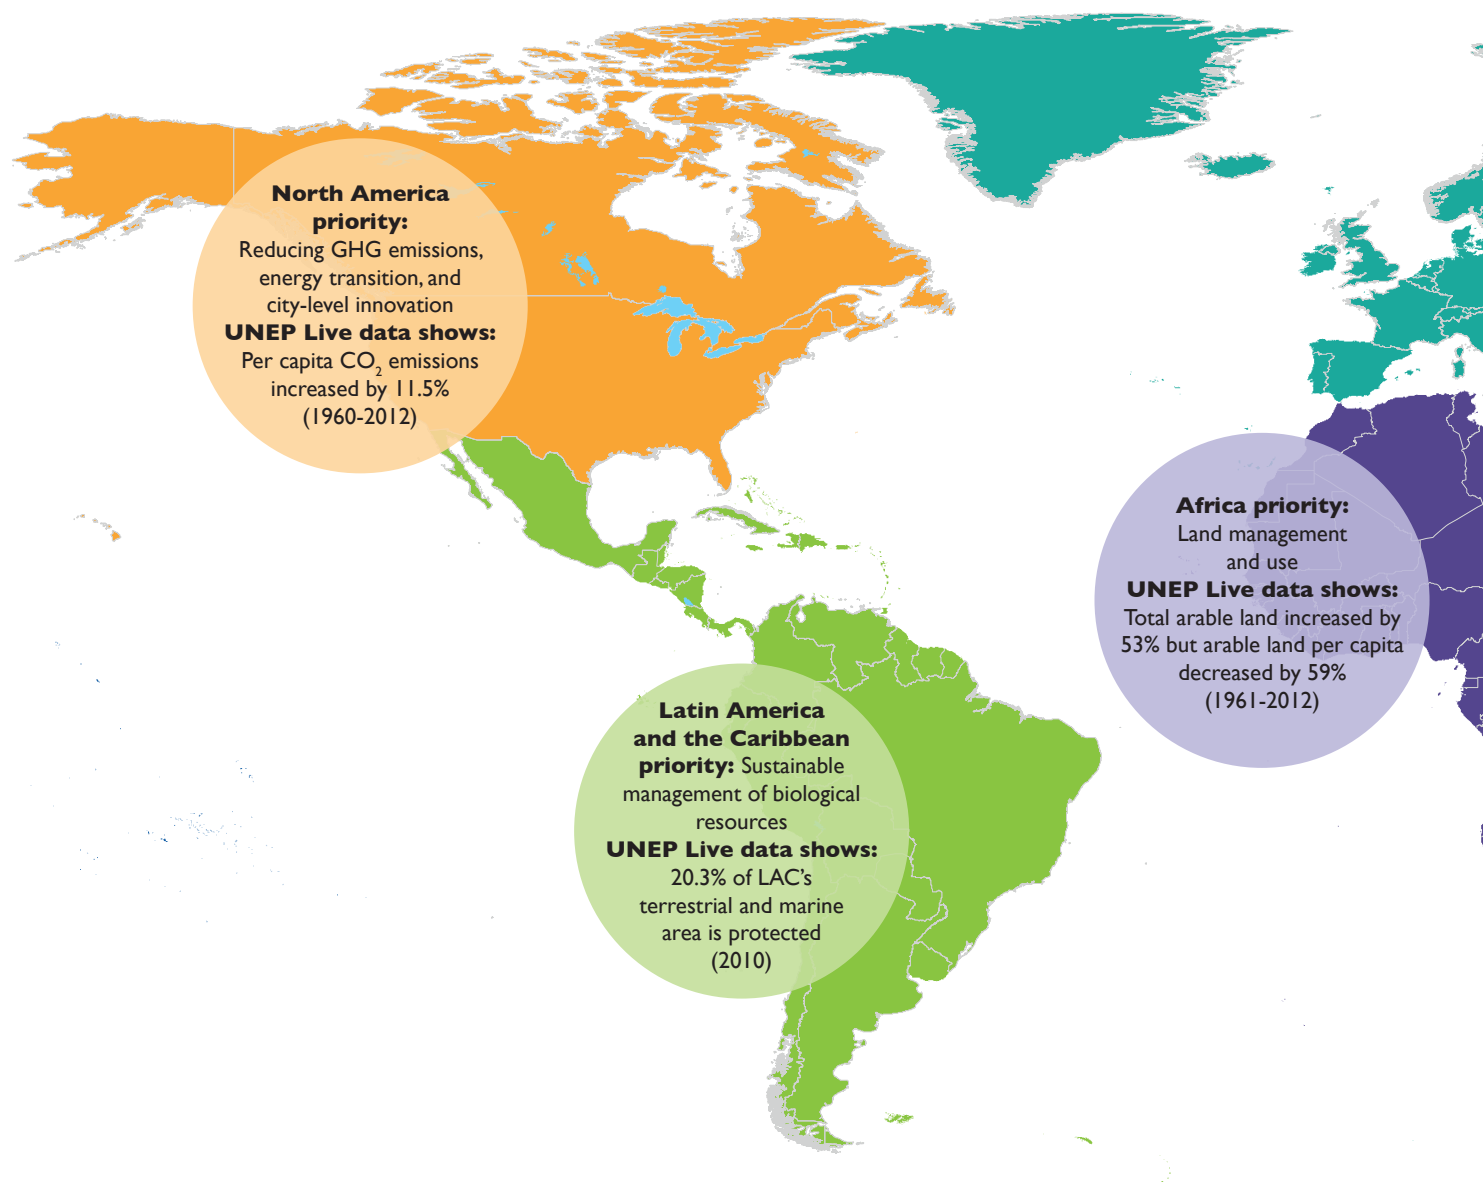 North America
priority:
Reducing GHG emissions,
energy transition, and
city-level innovation
UNEP Live data shows:
Per capita CO₂ emissions
increased by 11.5%
(1960-2012)
Africa priority:
Land management
and use
UNEP Live data shows:
Total arable land increased by
53% but arable land per capita
decreased by 59%
(1961-2012)
Latin America
and the Caribbean
priority: Sustainable
management of biological
resources
UNEP Live data shows:
20.3% of LAC’s
terrestrial and marine
area is protected
(2010)